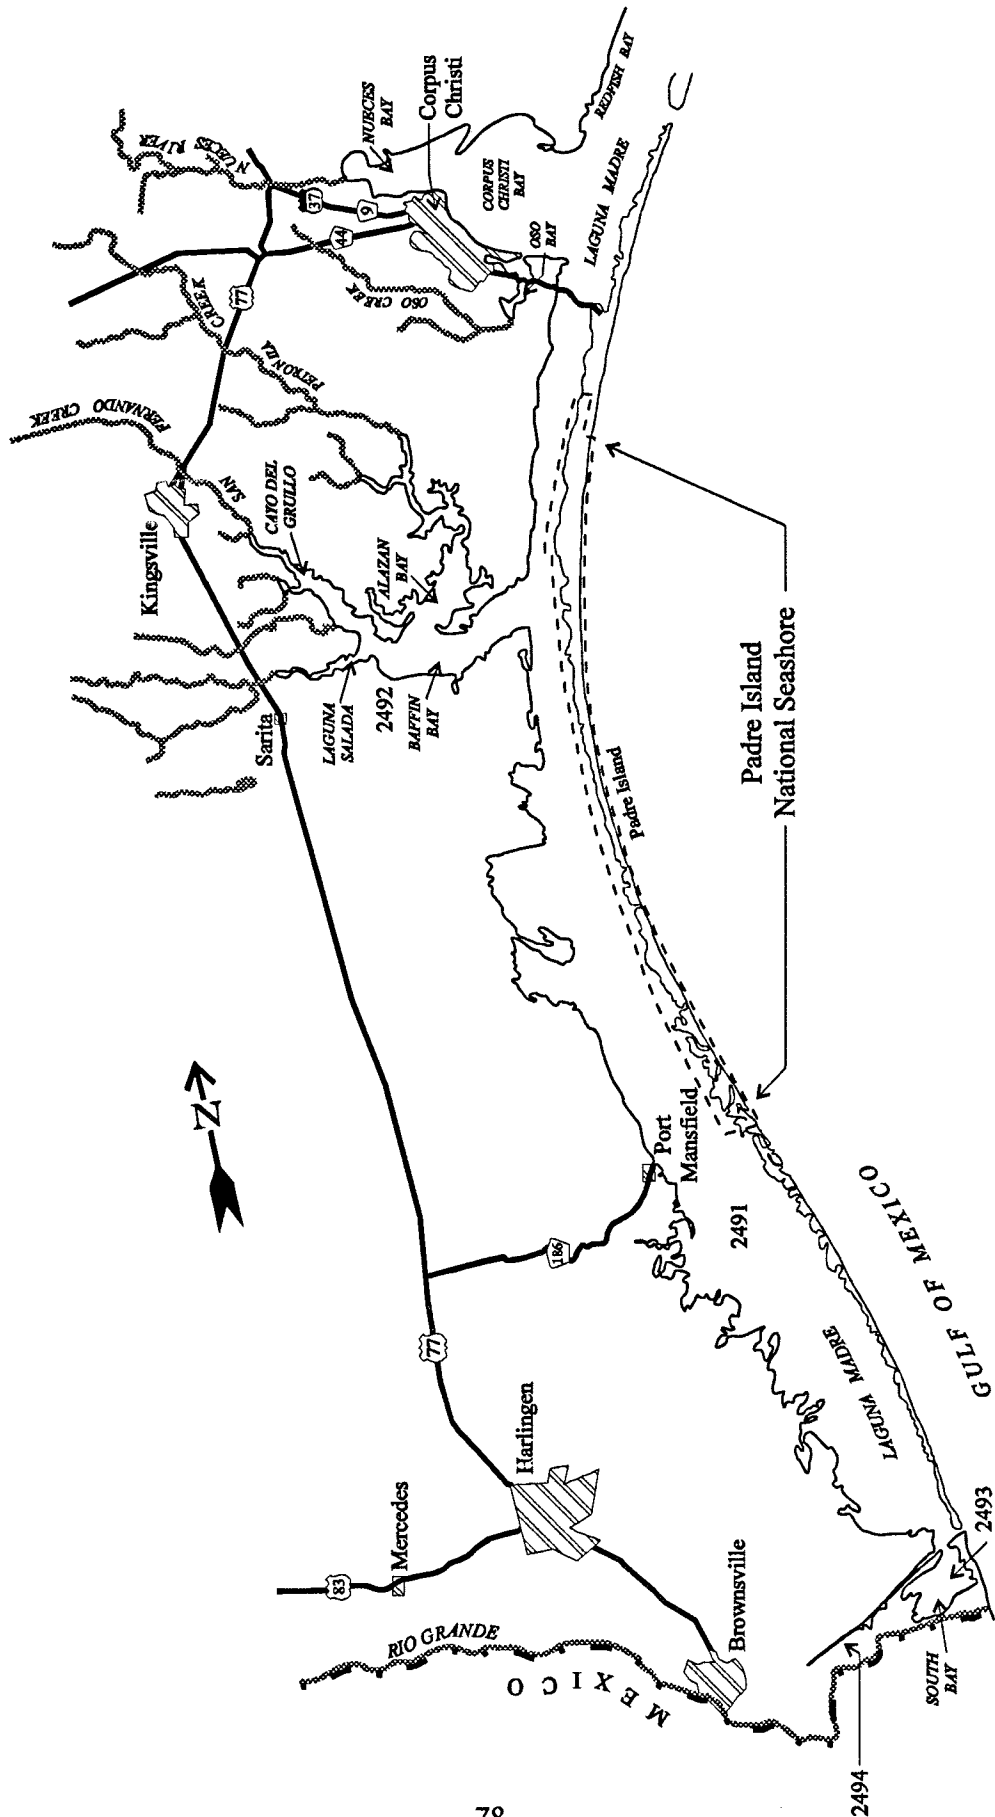 NUECES RIVER
NUECES
BAY
Corpus
Christi
REDFISH BAY
37
9
44
CORPUS
CHRISTI
BAY
OSO
BAY
LAGUNA MADRE
OSO CREEK
77
PETRONILA CREEK
SAN FERNANDO CREEK
Kingsville
CAYO DEL
GRULLO
ALAZAN
BAY
LAGUNA
SALADA
2492
BAFFIN
BAY
Sarita
Padre Island
National Seashore
Padre Island
N
Port
Mansfield
186
2491
77
LAGUNA MADRE
GULF OF MEXICO
Harlingen
Mercedes
83
Brownsville
RIO GRANDE
MEXICO
2493
SOUTH
BAY
2494
78